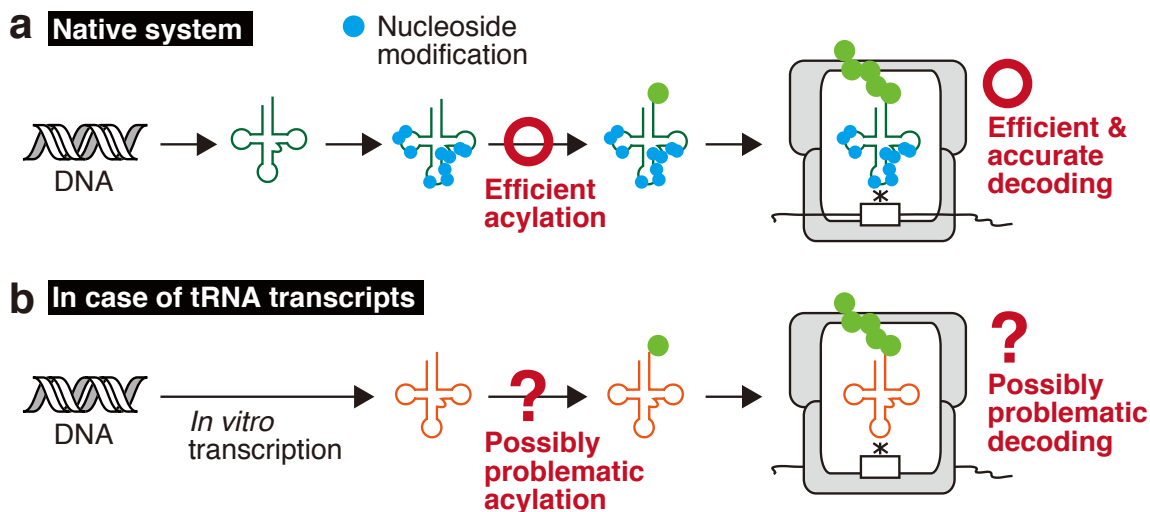 a Native system
Nucleoside
modification
DNA
Efficient
acylation
Efficient &
accurate
decoding
*
b In case of tRNA transcripts
DNA
In vitro
transcription
?
Possibly
problematic
acylation
?
Possibly
problematic
decoding
*